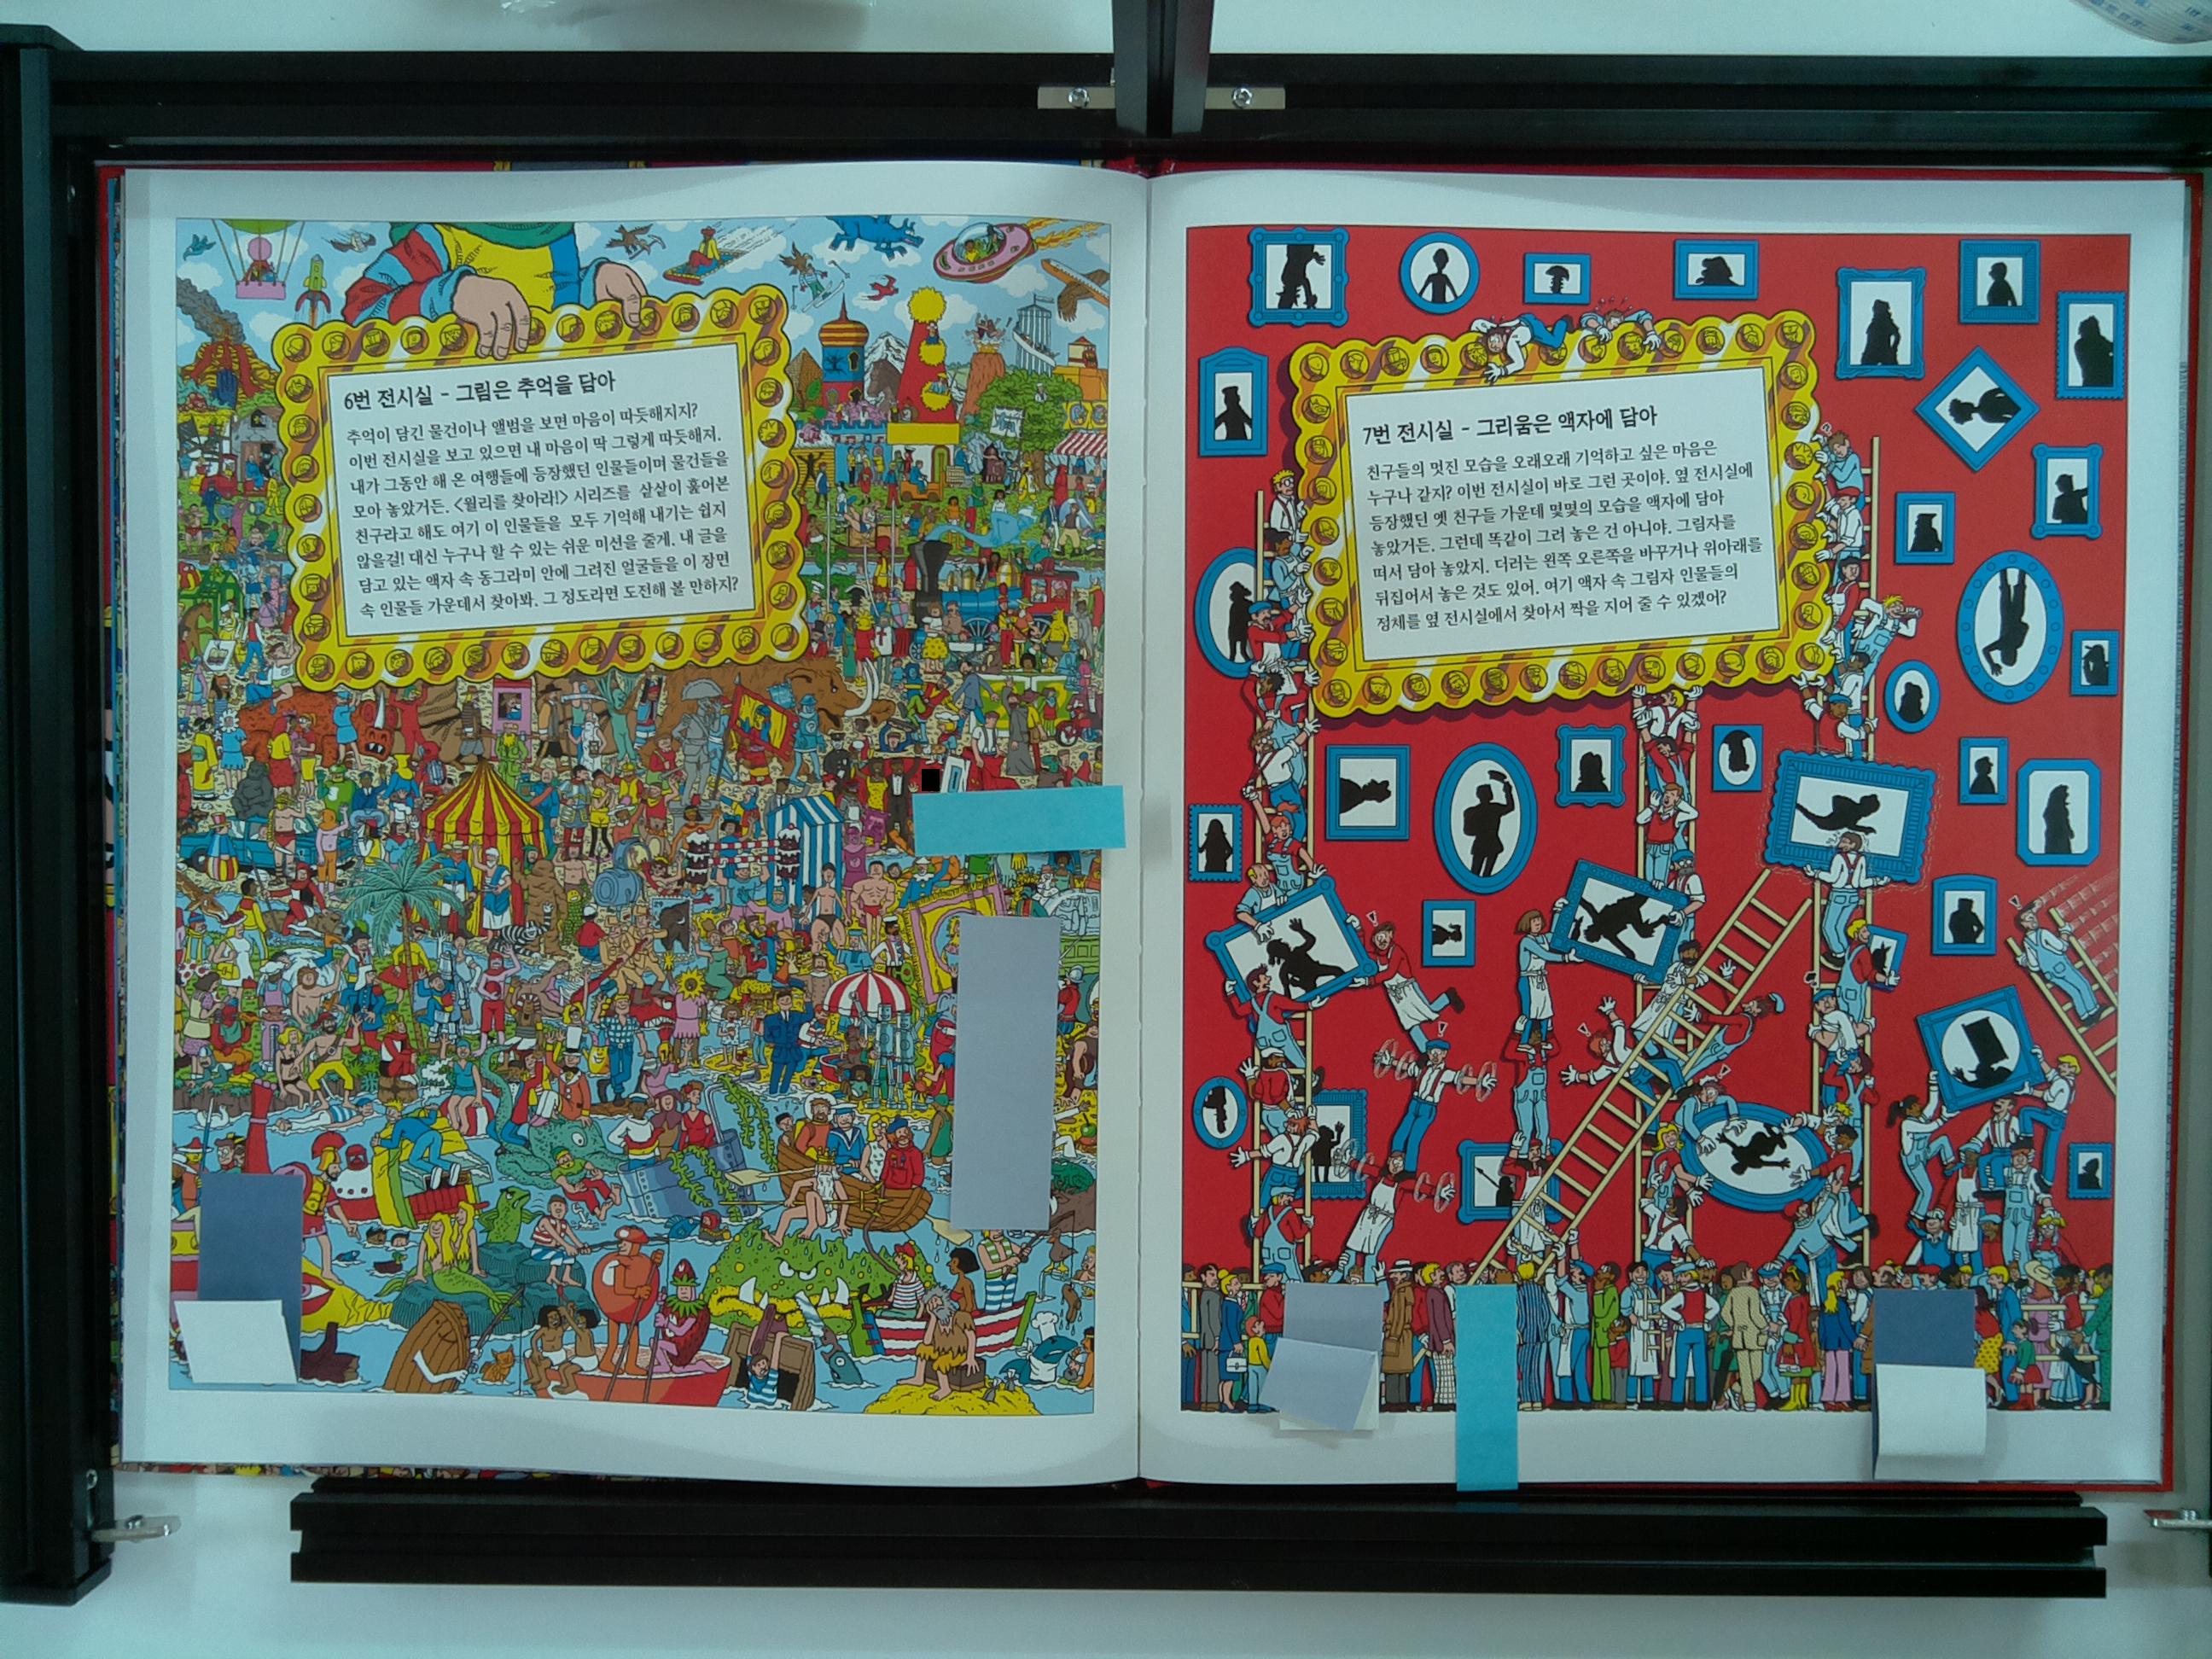 6번 전시실 - 그림은 추억을 담아
추억이 담긴 물건이나 앨범을 보면 마음이 따듯해지지?
이번 전시실을 보고 있으면 내 마음이 딱 그렇게 따듯해져.
내가 그동안 해 온 여행들에 등장했던 인물들이며 물건들을
모아 놓았거든. <월리를 찾아라!> 시리즈를 샅샅이 훑어본
친구라고 해도 여기 이 인물들을 모두 기억해 내기는 쉽지
않을걸! 대신 누구나 할 수 있는 쉬운 미션을 줄게. 내 글을
담고 있는 액자 속 동그라미 안에 그려진 얼굴들을 이 장면
속 인물들 가운데서 찾아봐. 그 정도라면 도전해 볼 만하지?
7번 전시실 - 그리움은 액자에 담아
친구들의 멋진 모습을 오래오래 기억하고 싶은 마음은
누구나 같지? 이번 전시실이 바로 그런 곳이야. 옆 전시실에
등장했던 옛 친구들 가운데 몇몇의 모습을 액자에 담아
놓았거든. 그런데 똑같이 그려 놓은 건 아니야. 그림자를
떠서 담아 놓았지. 더러는 왼쪽 오른쪽을 바꾸거나 위아래를
뒤집어서 놓은 것도 있어. 여기 액자 속 그림자 인물들의
정체를 옆 전시실에서 찾아서 짝을 지어 줄 수 있겠어?